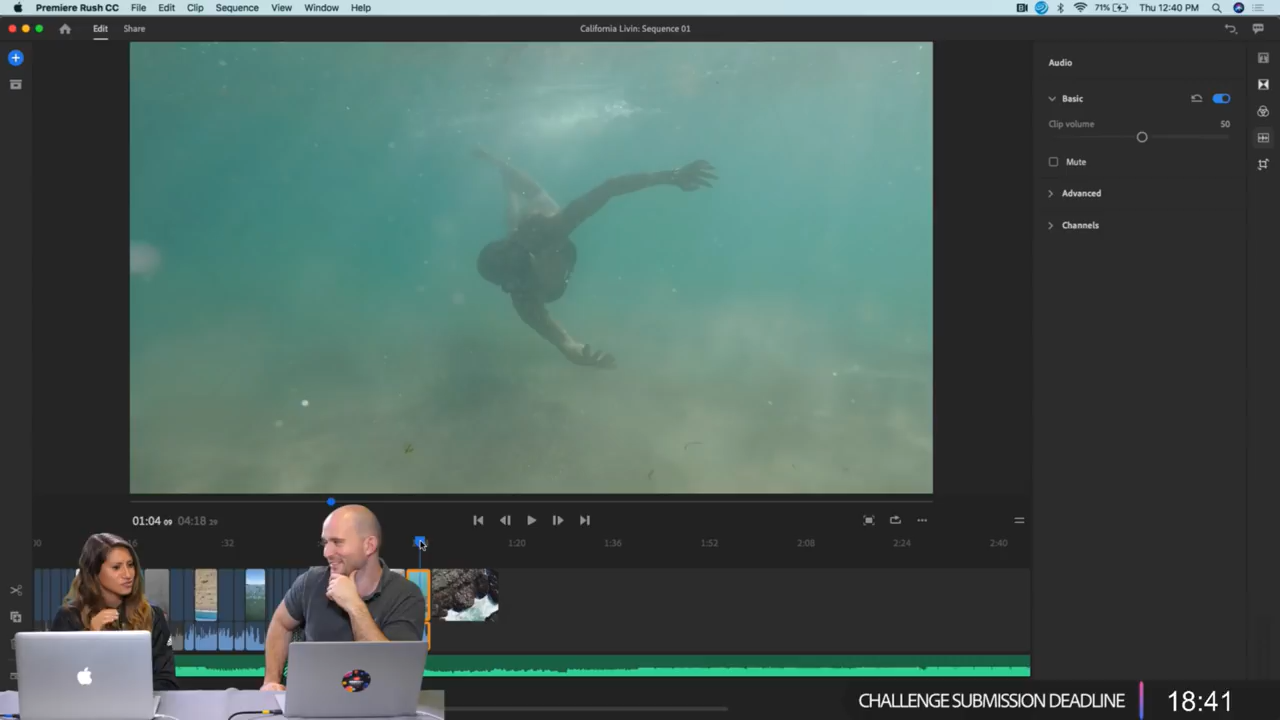 Premiere Rush CC File Edit Clip Sequence View Window Help 71% Thu 12:40 PM
Edit Share California Livin: Sequence 01
Audio
Basic
Clip volume 50
Mute
Advanced
Channels
01:04 09 04:18 29
:32 1:20 1:36 1:52 2:08 2:24 2:40
CHALLENGE SUBMISSION DEADLINE 18:41